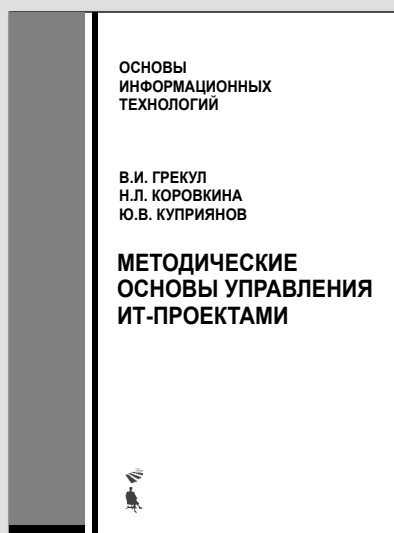 ОСНОВЫ
ИНФОРМАЦИОННЫХ
ТЕХНОЛОГИЙ
В.И. ГРЕКУЛ
Н.Л. КОРОВКИНА
Ю.В. КУПРИЯНОВ
МЕТОДИЧЕСКИЕ
ОСНОВЫ УПРАВЛЕНИЯ
ИТ-ПРОЕКТАМИ